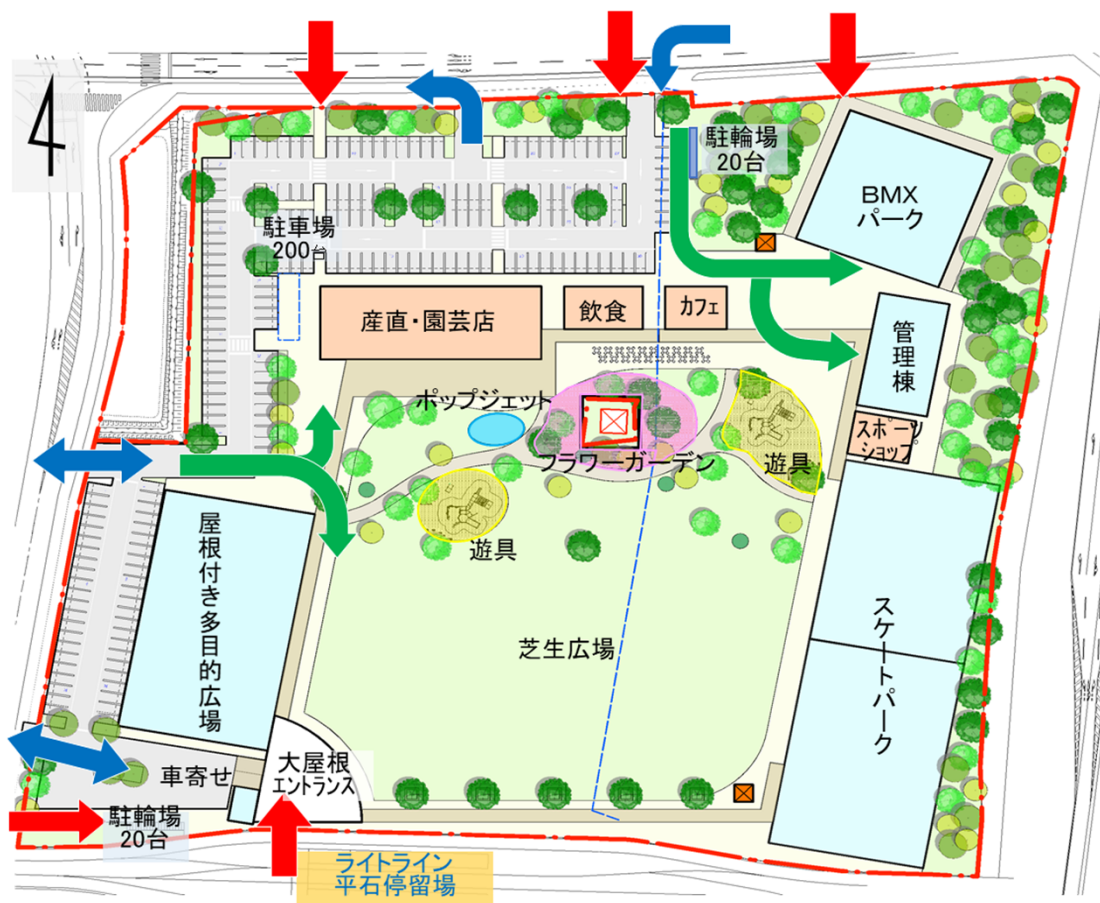 駐輪場
20台
BMX
パーク
駐車場
200台
産直・園芸店
飲食
カフェ
管理棟
ポップジェット
スポーツ
ショップ
フラワーガーデン
遊具
遊具
屋根付き多目的広場
芝生広場
スケートパーク
大屋根
エントランス
車寄せ
駐輪場
20台
ライトライン
平石停留場